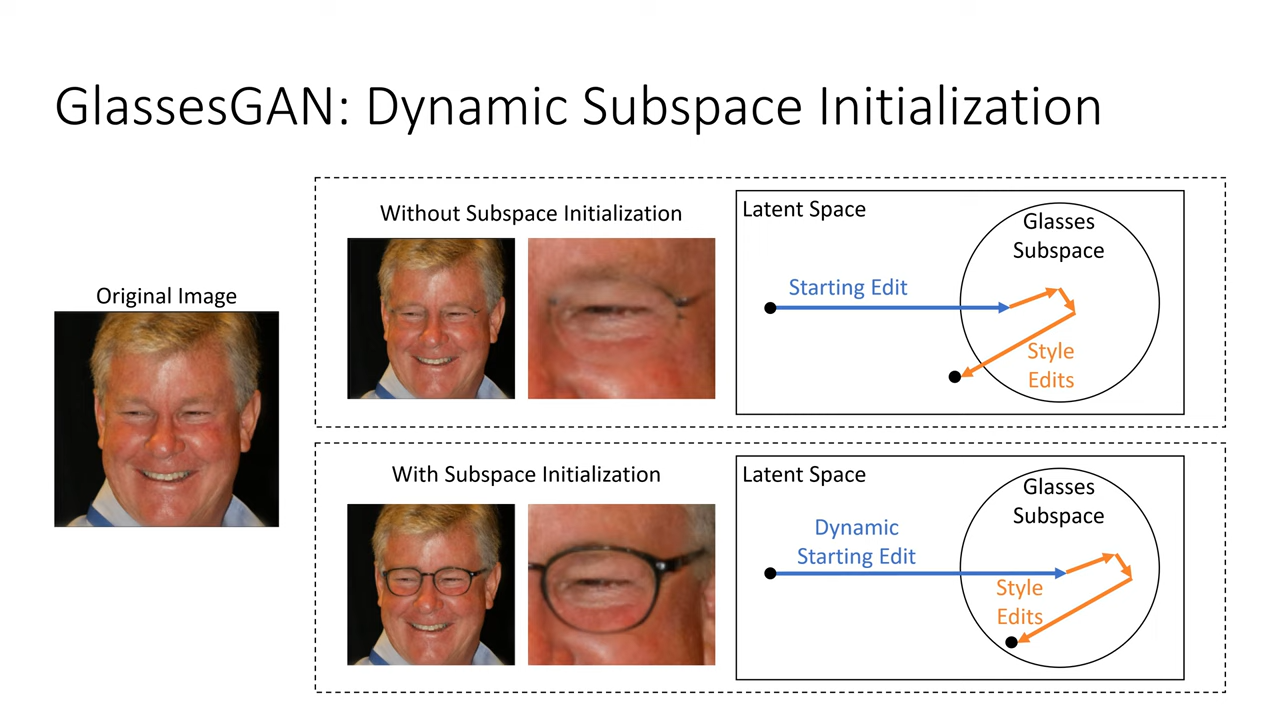 GlassesGAN: Dynamic Subspace Initialization
Original Image
Without Subspace Initialization
Latent Space
Glasses
Subspace
Starting Edit
Style
Edits
With Subspace Initialization
Latent Space
Glasses
Subspace
Dynamic
Starting Edit
Style
Edits